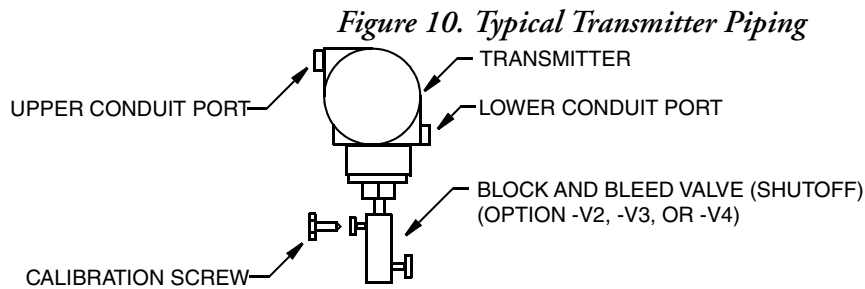 Figure 10. Typical Transmitter Piping
TRANSMITTER
UPPER CONDUIT PORT
LOWER CONDUIT PORT
BLOCK AND BLEED VALVE (SHUTOFF)
(OPTION -V2, -V3, OR -V4)
CALIBRATION SCREW